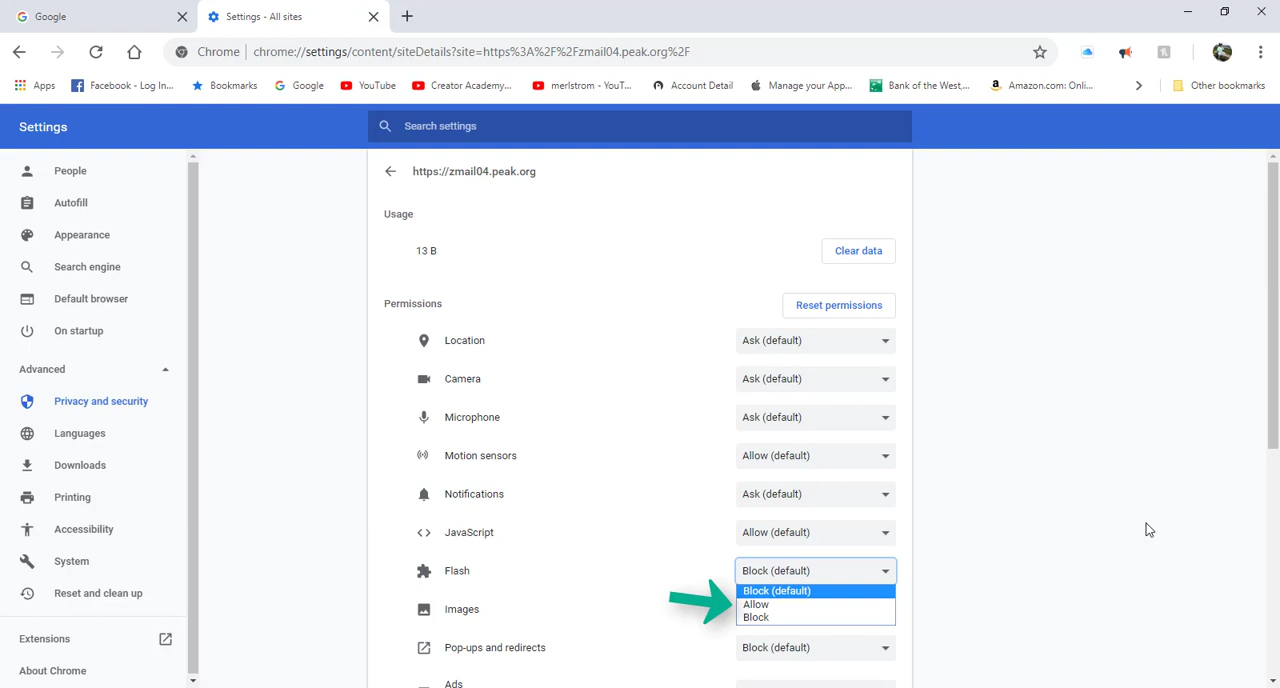 Google
Settings - All sites
Chrome
chrome://settings/content/siteDetails?site=https%3A%2F%2Fzmail04.peak.org%2F
Apps
Facebook - Log In...
Bookmarks
Google
YouTube
Creator Academy...
merlstrom - YouT...
Account Detail
Manage your App...
Bank of the West,...
Amazon.com: Onli...
Other bookmarks
Settings
Search settings
People
Autofill
Appearance
Search engine
Default browser
On startup
Advanced
Privacy and security
Languages
Downloads
Printing
Accessibility
System
Reset and clean up
Extensions
About Chrome
https://zmail04.peak.org
Usage
13 B
Clear data
Permissions
Reset permissions
Location
Ask (default)
Camera
Ask (default)
Microphone
Ask (default)
Motion sensors
Allow (default)
Notifications
Ask (default)
JavaScript
Allow (default)
Flash
Block (default)
Block (default)
Allow
Block
Images
Pop-ups and redirects
Block (default)
Ads